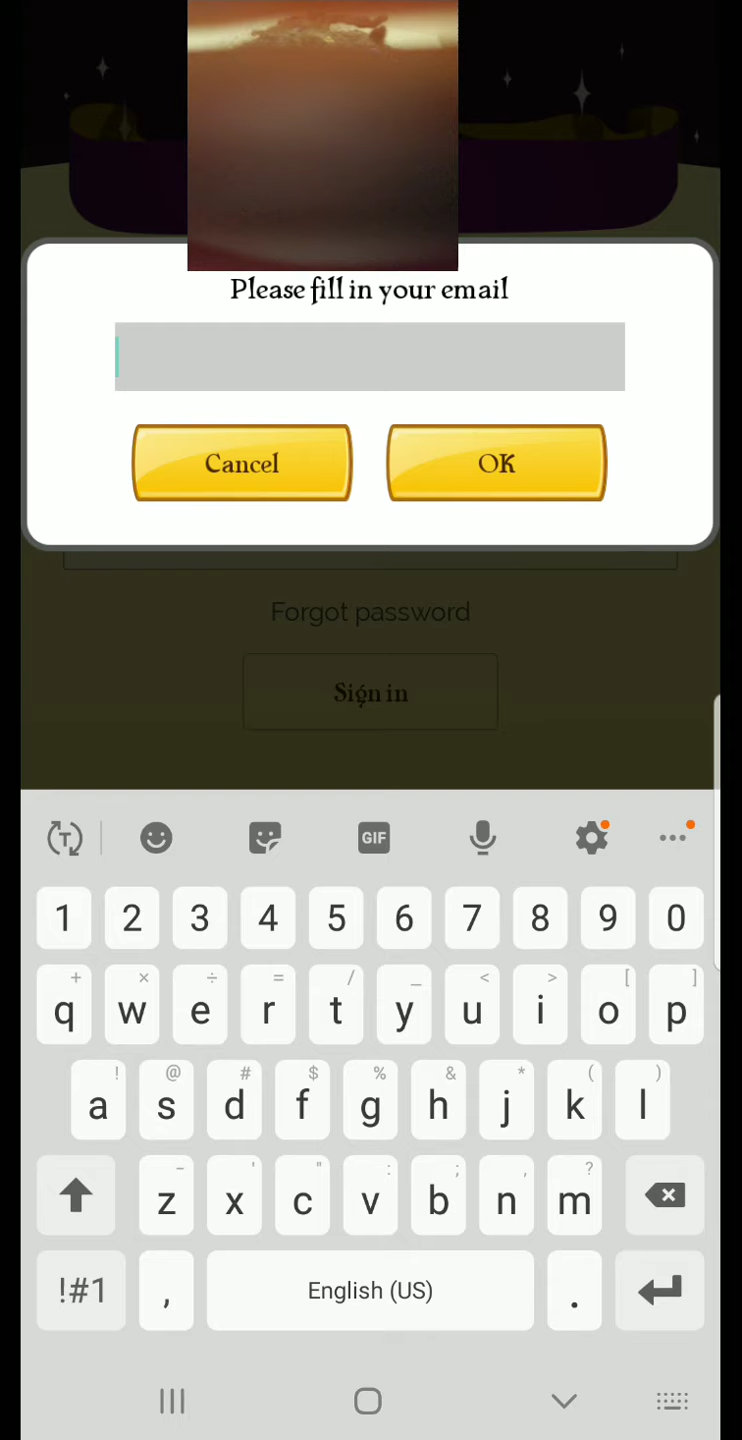 Please fill in your email
Cancel OK
Forgot password
Sign in
T GIF
1 2 3 4 5 6 7 8 9 0
+ × ÷ = / _ < > [ ]
q w e r t y u i o p
! @ # $ % & * ( )
a s d f g h j k l
- ' " : ; , ?
z x c v b n m
!#1 , English (US) .